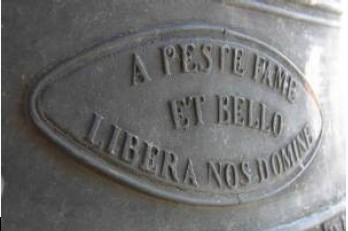 A PESTE FAME
ET BELLO
LIBERA NOS DOMINE